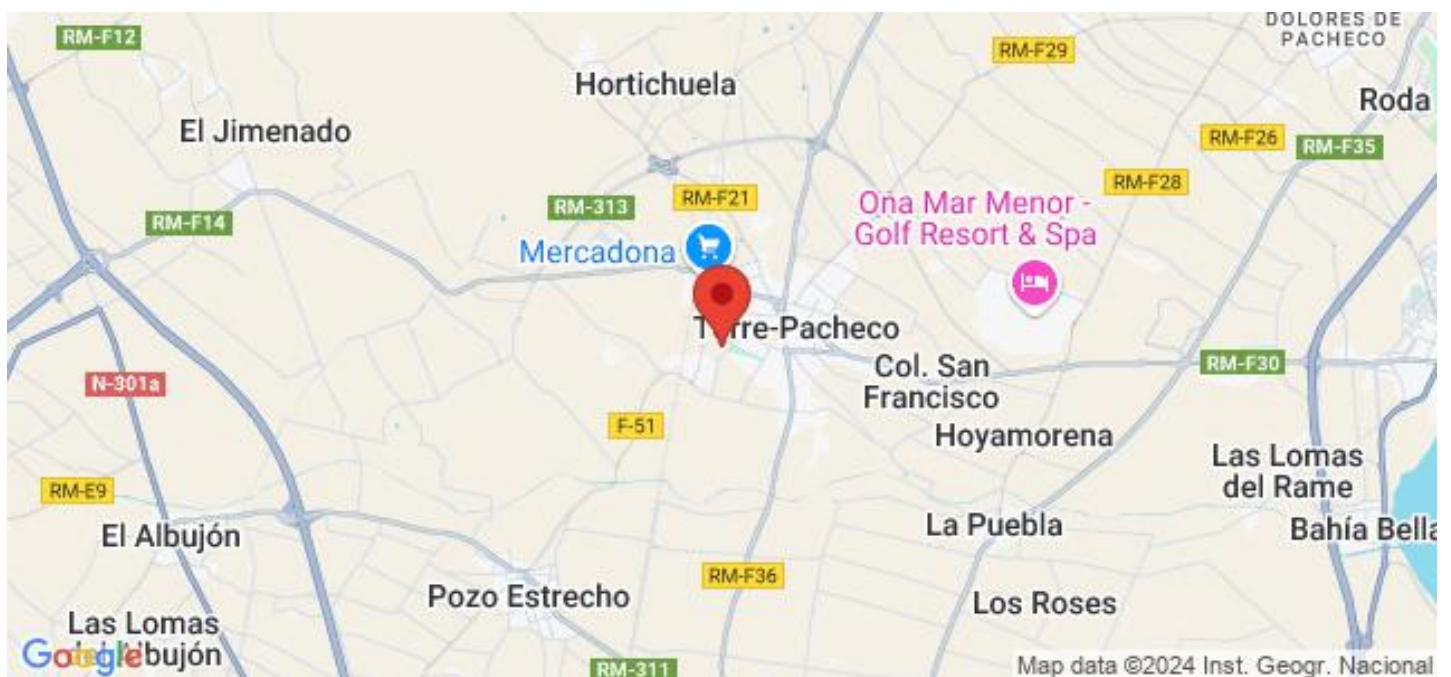 DOLORES DE
PACHECO
RM-F12
RM-F29
Hortichuela
Roda
El Jimenado
RM-F26
RM-F35
RM-F28
RM-F21
RM-313
Ona Mar Menor -
Golf Resort & Spa
RM-F14
Mercadona
Torre-Pacheco
RM-F30
Col. San
Francisco
N-301a
F-51
Hoyamorena
Las Lomas
del Rame
RM-E9
La Puebla
Bahía Bella
El Albujón
RM-F36
Pozo Estrecho
Los Roses
Las Lomas
del Albujón
Google
RM-311
Map data ©2024 Inst. Geogr. Nacional